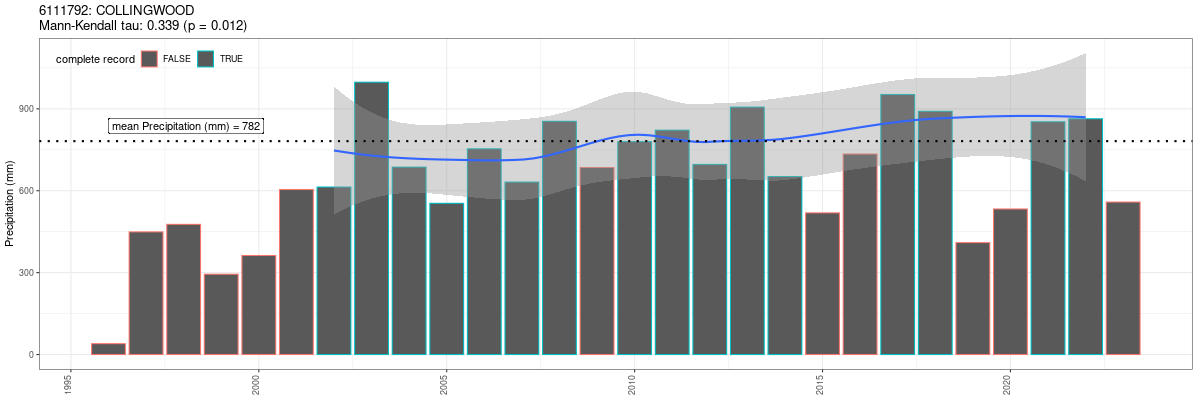 6111792: COLLINGWOOD
Mann-Kendall tau: 0.339 (p = 0.012)
complete record FALSE TRUE
mean Precipitation (mm) = 782
Precipitation (mm)
900
600
300
0
1995 2000 2005 2010 2015 2020